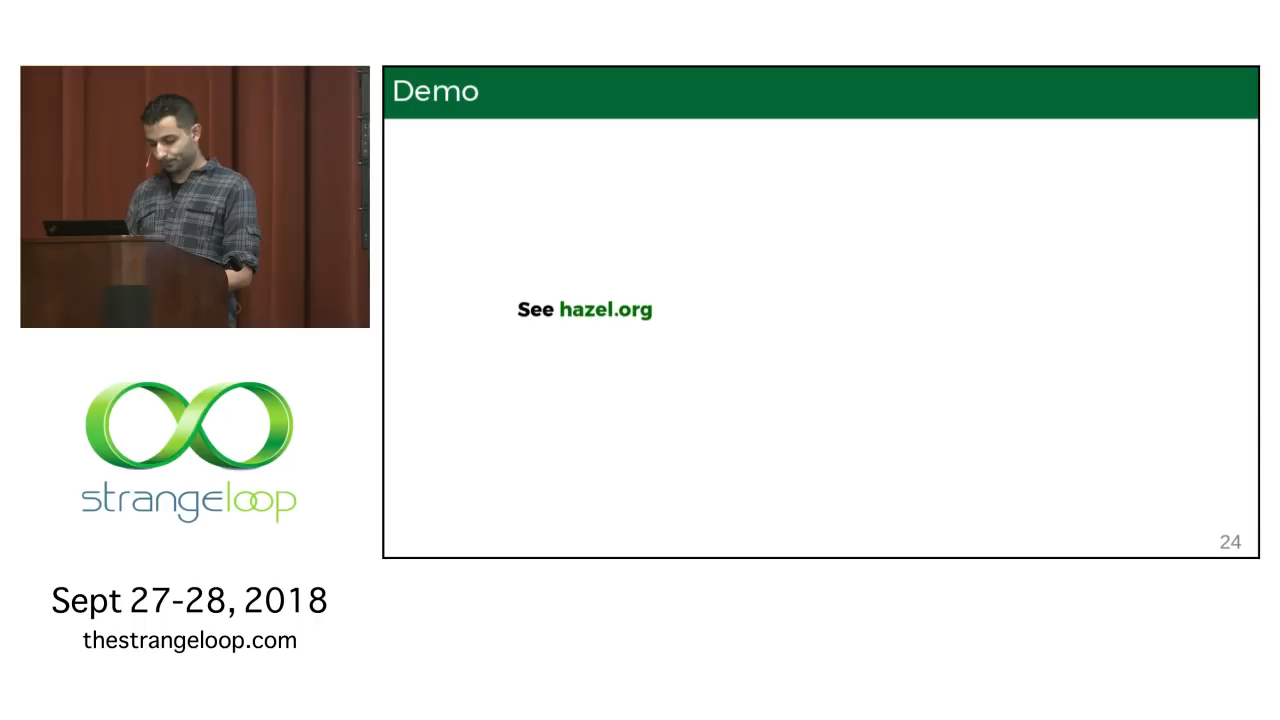 Demo
See hazel.org
24
strangeloop
Sept 27-28, 2018
thestrangeloop.com